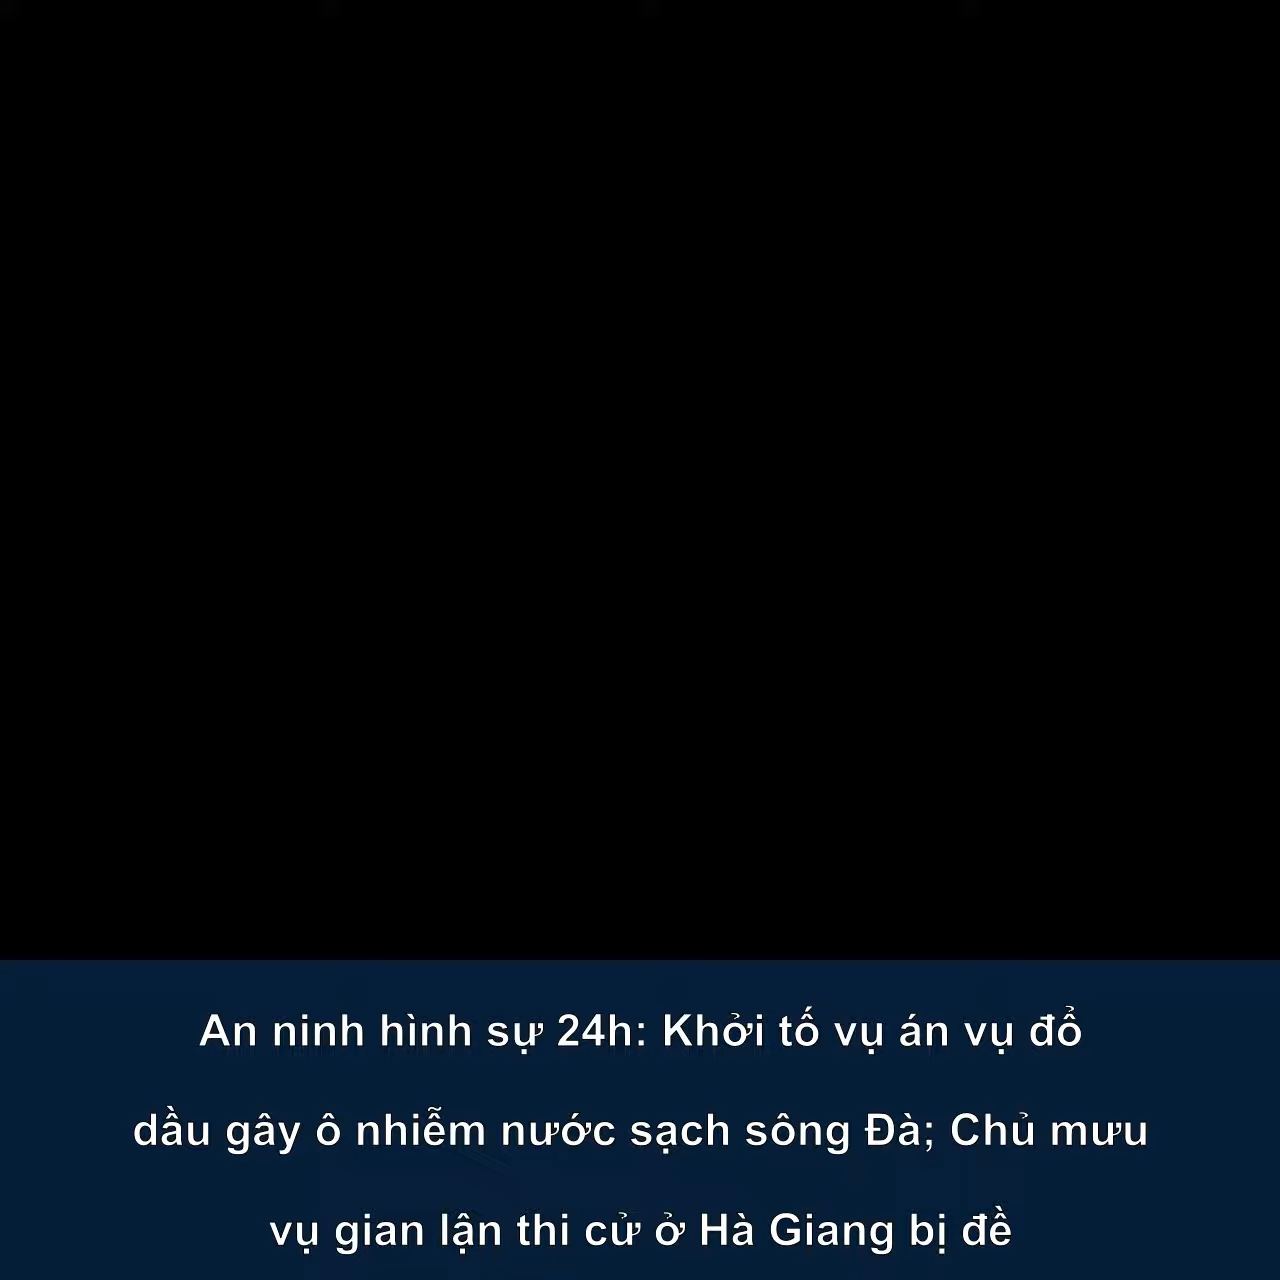 An ninh hình sự 24h: Khởi tố vụ án vụ đổ
dầu gây ô nhiễm nước sạch sông Đà; Chủ mưu
vụ gian lận thi cử ở Hà Giang bị đề